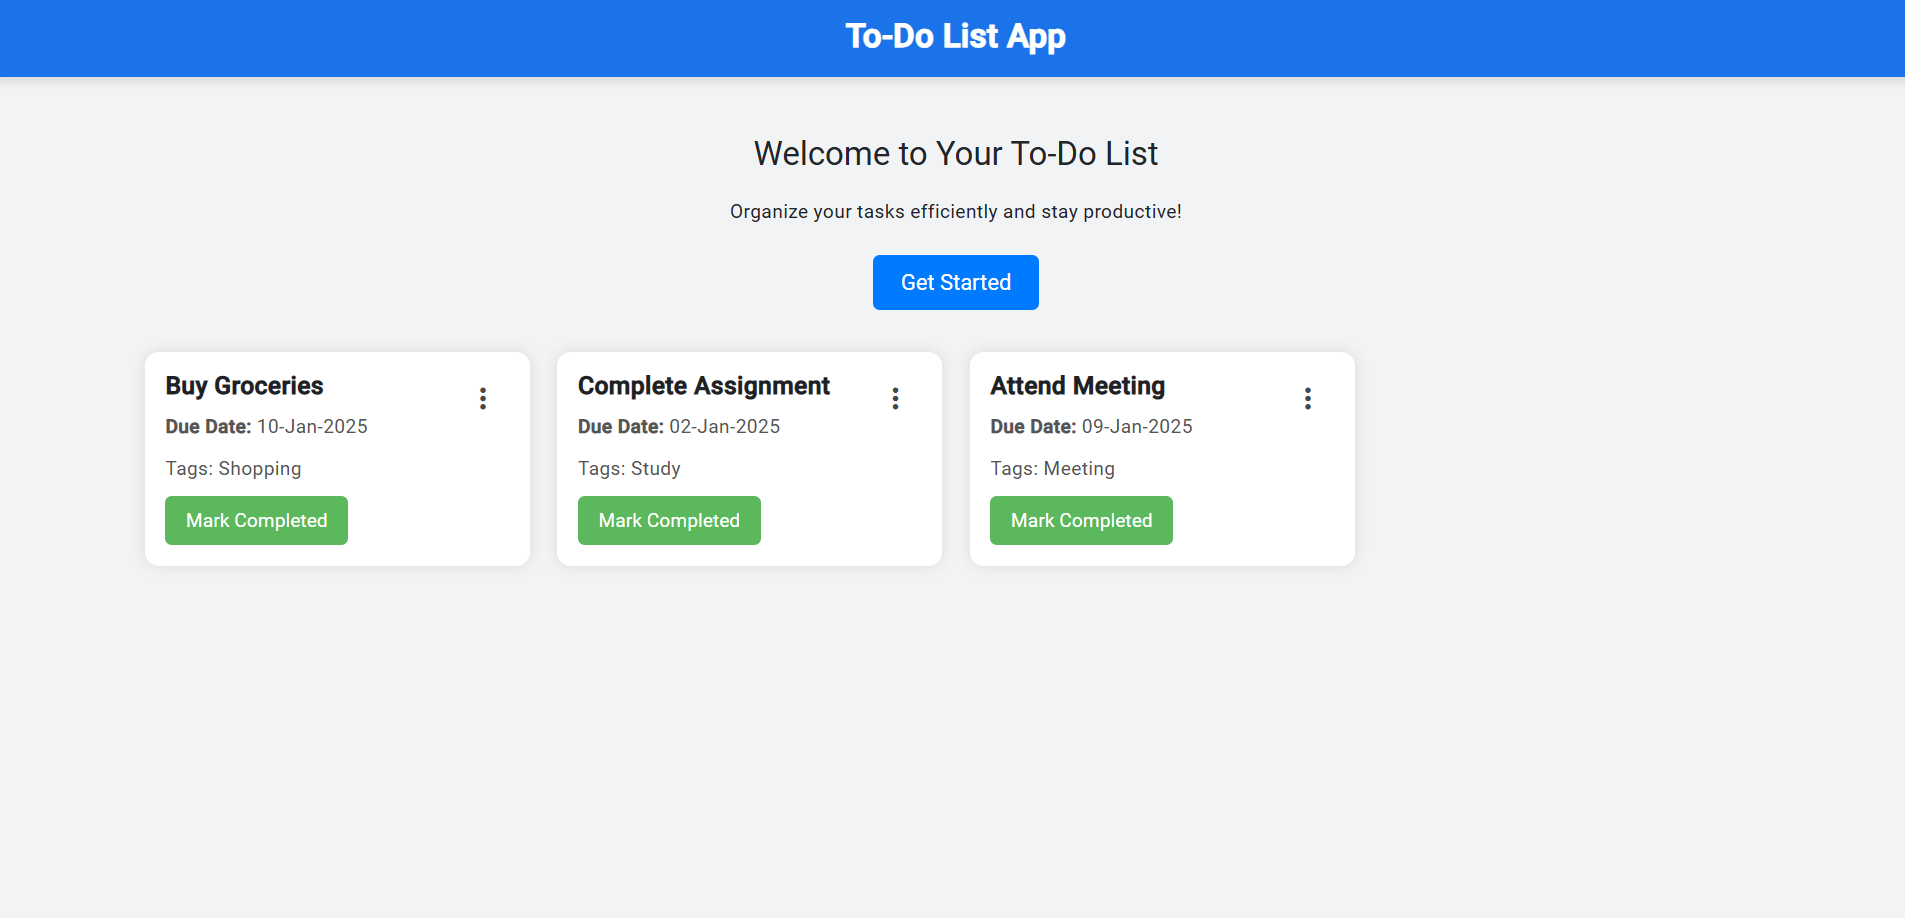 To-Do List App
Welcome to Your To-Do List
Organize your tasks efficiently and stay productive!
Get Started
Buy Groceries
Due Date: 10-Jan-2025
Tags: Shopping
Mark Completed
Complete Assignment
Due Date: 02-Jan-2025
Tags: Study
Mark Completed
Attend Meeting
Due Date: 09-Jan-2025
Tags: Meeting
Mark Completed